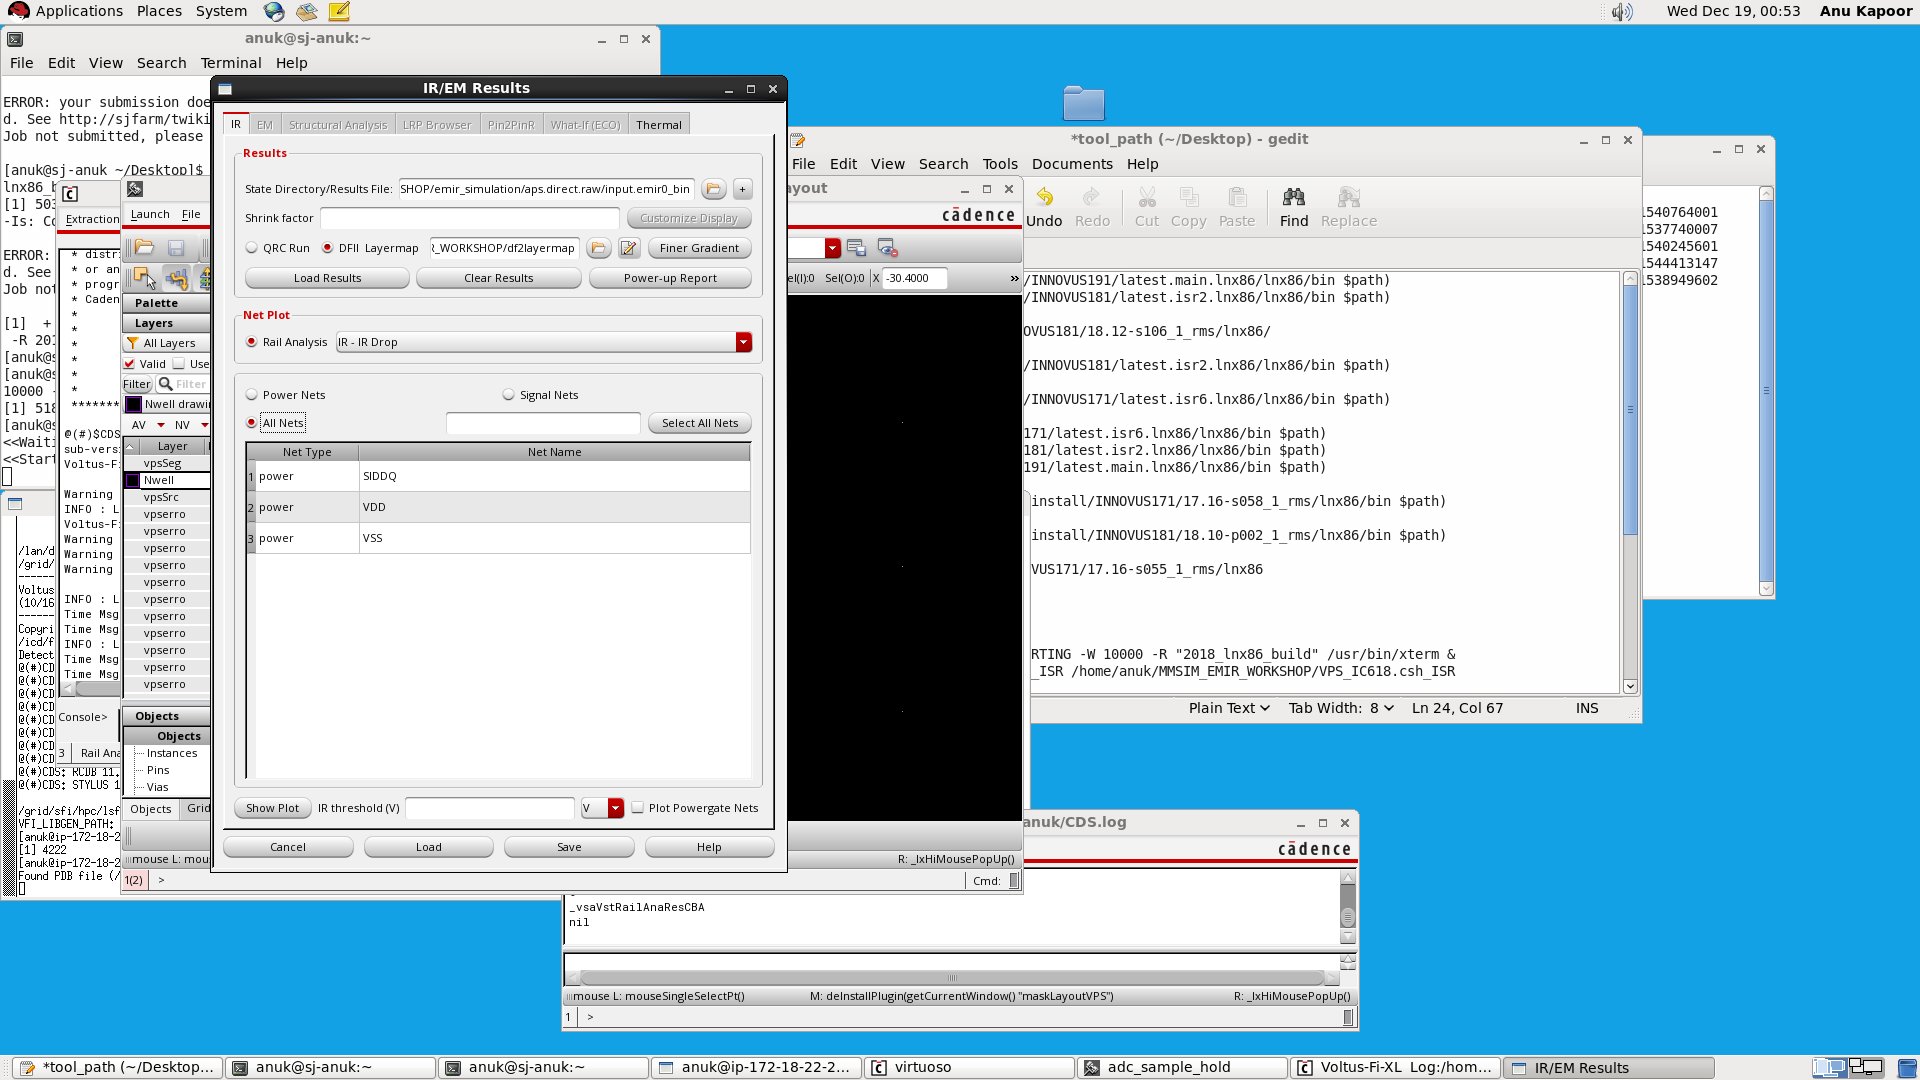 Applications Places System
Wed Dec 19, 00:53 Anu Kapoor
anuk@sj-anuk:~
File Edit View Search Terminal Help
ERROR: your submission doe
d. See http://sjfarm/twiki
Job not submitted, please
[anuk@sj-anuk ~/Desktop]$
lnx86_b
[1] 503
-Is: Co
ERROR:
d. See
Job not
[1] +
-R 201
[anuk@s
[anuk@s
10000
[1] 518
[anuk@s
<<Waiti
<<Start
Extraction
* distri
* or an
* progr
* Caden
*
*
*
*
*
*
*******
@(#)$CDS
sub-vers
Voltus-F
Warning
INFO : L
Voltus-F
Warning
Warning
Warning
INFO : L
Time Msg
Time Msg
INFO : L
Time Msg
Time Msg
Console>
3 Rail Ana
/lan/d
/grid/
Voltus
(10/16
Copyri
/icd/f
Detect
@(#)CD
@(#)CD
@(#)CD
@(#)CD
@(#)CD
@(#)CD
@(#)CD
@(#)CD
@(#)CDS: RCDB 11.
@(#)CDS: STYLUS 1
/grid/sfi/hpc/lsf
VFI_LIBGEN_PATH:
[anuk@ip-172-18-2
[1] 4222
[anuk@ip-172-18-2
Found PDB file (/
Launch File
Palette
Layers
All Layers
Valid Use
Filter Filter
Nwell drawi
AV NV
Layer
vpsSeg
Nwell
vpsSrc
vpserro
vpserro
vpserro
vpserro
vpserro
vpserro
vpserro
vpserro
vpserro
vpserro
vpserro
Objects
Objects
Instances
Pins
Vias
Objects Grid
mouse L: mou
R: _lxHiMousePopUp()
1(2) >
Cmd:
ayout
cādence
el(I):0 Sel(O):0 X -30.4000 »
IR/EM Results
IR EM Structural Analysis LRP Browser Pin2PinR What-If (ECO) Thermal
Results
State Directory/Results File: SHOP/emir_simulation/aps.direct.raw/input.emir0_bin +
Shrink factor Customize Display
QRC Run DFII Layermap R_WORKSHOP/df2layermap Finer Gradient
Load Results Clear Results Power-up Report
Net Plot
Rail Analysis IR - IR Drop
Power Nets Signal Nets
All Nets Select All Nets
Net Type Net Name
1 power SIDDQ
2 power VDD
3 power VSS
Show Plot IR threshold (V) V Plot Powergate Nets
Cancel Load Save Help
*tool_path (~/Desktop) - gedit
File Edit View Search Tools Documents Help
Undo Redo Cut Copy Paste Find Replace
/INNOVUS191/latest.main.lnx86/lnx86/bin $path)
/INNOVUS181/latest.isr2.lnx86/lnx86/bin $path)
OVUS181/18.12-s106_1_rms/lnx86/
/INNOVUS181/latest.isr2.lnx86/lnx86/bin $path)
/INNOVUS171/latest.isr6.lnx86/lnx86/bin $path)
171/latest.isr6.lnx86/lnx86/bin $path)
181/latest.isr2.lnx86/lnx86/bin $path)
191/latest.main.lnx86/lnx86/bin $path)
install/INNOVUS171/17.16-s058_1_rms/lnx86/bin $path)
install/INNOVUS181/18.10-p002_1_rms/lnx86/bin $path)
VUS171/17.16-s055_1_rms/lnx86
RTING -W 10000 -R "2018_lnx86_build" /usr/bin/xterm &
_ISR /home/anuk/MMSIM_EMIR_WORKSHOP/VPS_IC618.csh_ISR
Plain Text Tab Width: 8 Ln 24, Col 67 INS
1540764001
1537740007
1540245601
1544413147
1538949602
anuk/CDS.log
cādence
_vsaVstRailAnaResCBA
nil
mouse L: mouseSingleSelectPt() M: deInstallPlugin(getCurrentWindow() "maskLayoutVPS") R: _lxHiMousePopUp()
1 >
*tool_path (~/Desktop... anuk@sj-anuk:~ anuk@sj-anuk:~ anuk@ip-172-18-22-2... virtuoso adc_sample_hold Voltus-Fi-XL Log:/hom... IR/EM Results